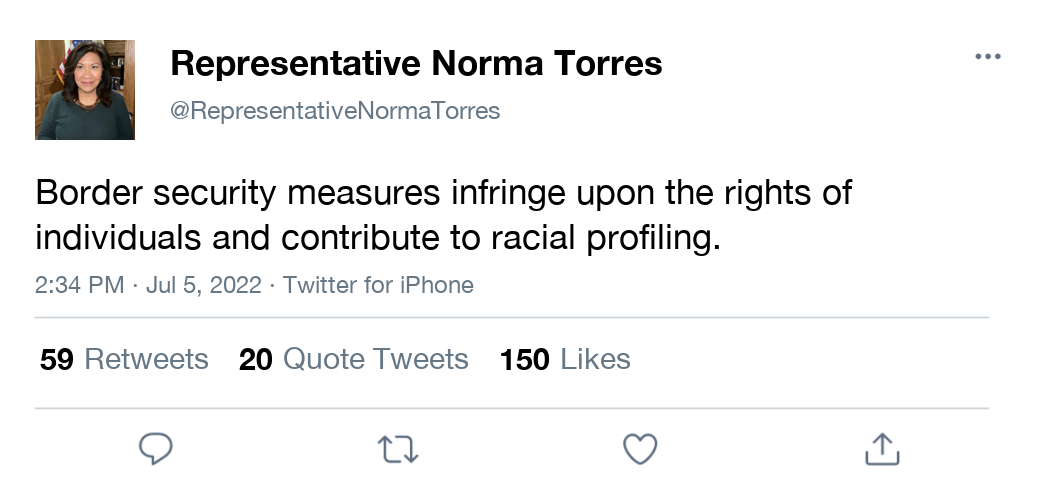 Representative Norma Torres
@RepresentativeNormaTorres
Border security measures infringe upon the rights of
individuals and contribute to racial profiling.
2:34 PM · Jul 5, 2022 · Twitter for iPhone
59 Retweets 20 Quote Tweets 150 Likes